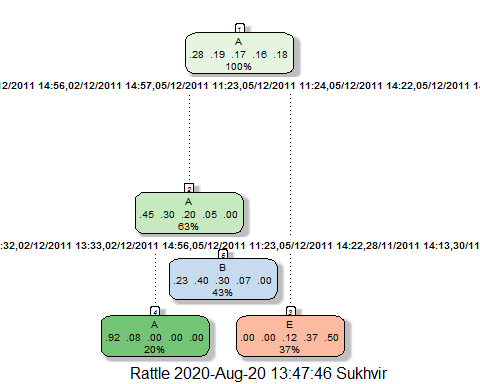 1
A
.28 .19 .17 .16 .18
100%
12/2011 14:56,02/12/2011 14:57,05/12/2011 11:23,05/12/2011 11:24,05/12/2011 14:22,05/12/2011 14
2
A
.45 .30 .20 .05 .00
63%
:32,02/12/2011 13:33,02/12/2011 14:56,05/12/2011 11:23,05/12/2011 14:22,28/11/2011 14:13,30/11
5
B
.23 .40 .30 .07 .00
43%
4
A
.92 .08 .00 .00 .00
20%
3
E
.00 .00 .12 .37 .50
37%
Rattle 2020-Aug-20 13:47:46 Sukhvir